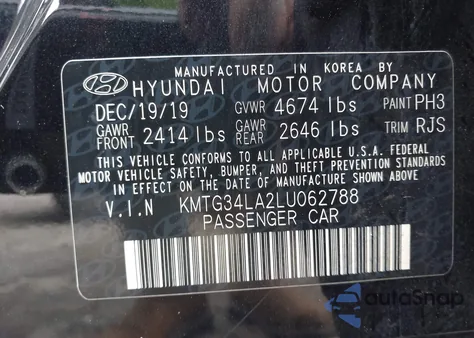 MANUFACTURED IN KOREA BY
HYUNDAI MOTOR COMPANY
DEC/19/19 GVWR 4674 lbs PAINT PH3
GAWR FRONT 2414 lbs GAWR REAR 2646 lbs TRIM RJS
THIS VEHICLE CONFORMS TO ALL APPLICABLE U.S.A. FEDERAL
MOTOR VEHICLE SAFETY, BUMPER, AND THEFT PREVENTION STANDARDS
IN EFFECT ON THE DATE OF MANUFACTURE SHOWN ABOVE.
V.I.N KMTG34LA2LU062788
PASSENGER CAR
autoSnap